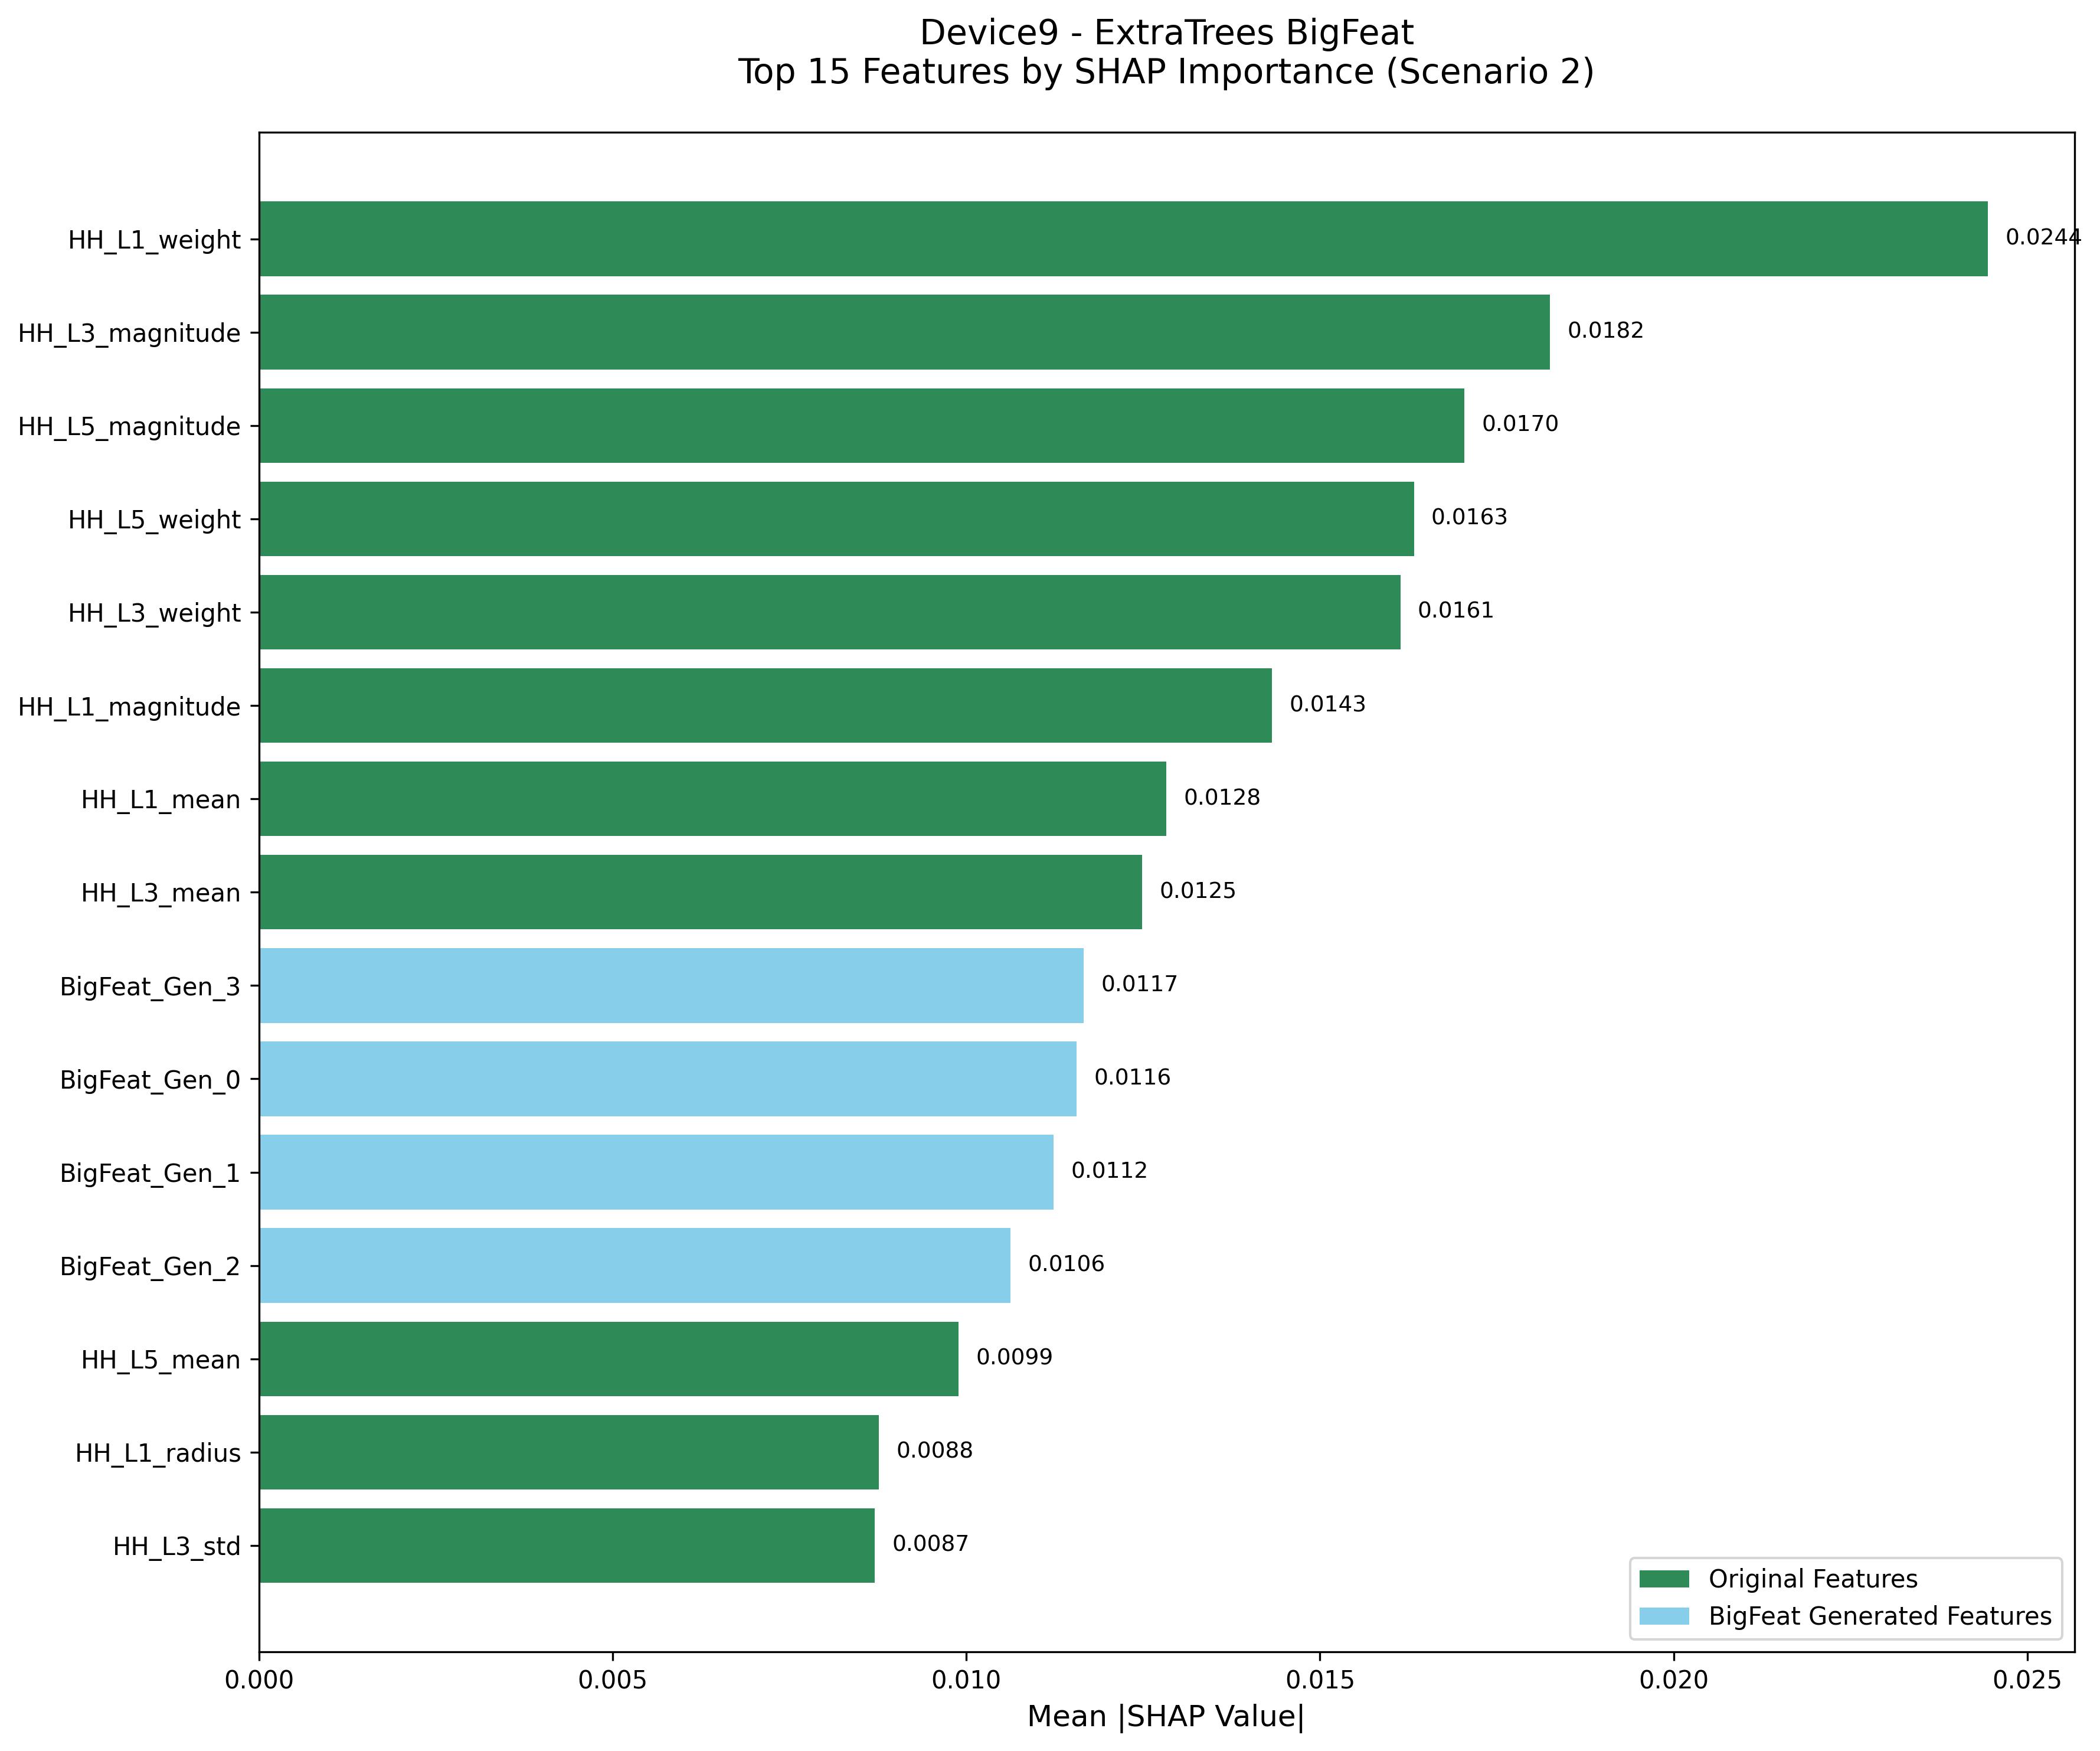 Device9 - ExtraTrees BigFeat
Top 15 Features by SHAP Importance (Scenario 2)
HH_L1_weight 0.0244
HH_L3_magnitude 0.0182
HH_L5_magnitude 0.0170
HH_L5_weight 0.0163
HH_L3_weight 0.0161
HH_L1_magnitude 0.0143
HH_L1_mean 0.0128
HH_L3_mean 0.0125
BigFeat_Gen_3 0.0117
BigFeat_Gen_0 0.0116
BigFeat_Gen_1 0.0112
BigFeat_Gen_2 0.0106
HH_L5_mean 0.0099
HH_L1_radius 0.0088
HH_L3_std 0.0087
Original Features
BigFeat Generated Features
0.000 0.005 0.010 0.015 0.020 0.025
Mean |SHAP Value|